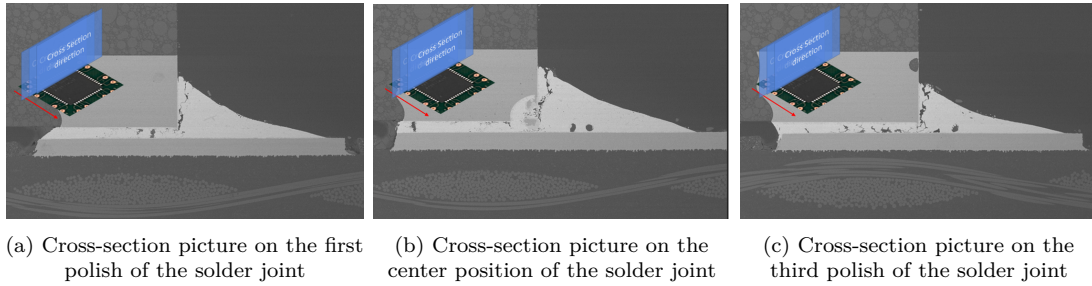 Cross Section
direction
Cross Section
direction
Cross Section
direction
(a) Cross-section picture on the first
polish of the solder joint
(b) Cross-section picture on the
center position of the solder joint
(c) Cross-section picture on the
third polish of the solder joint